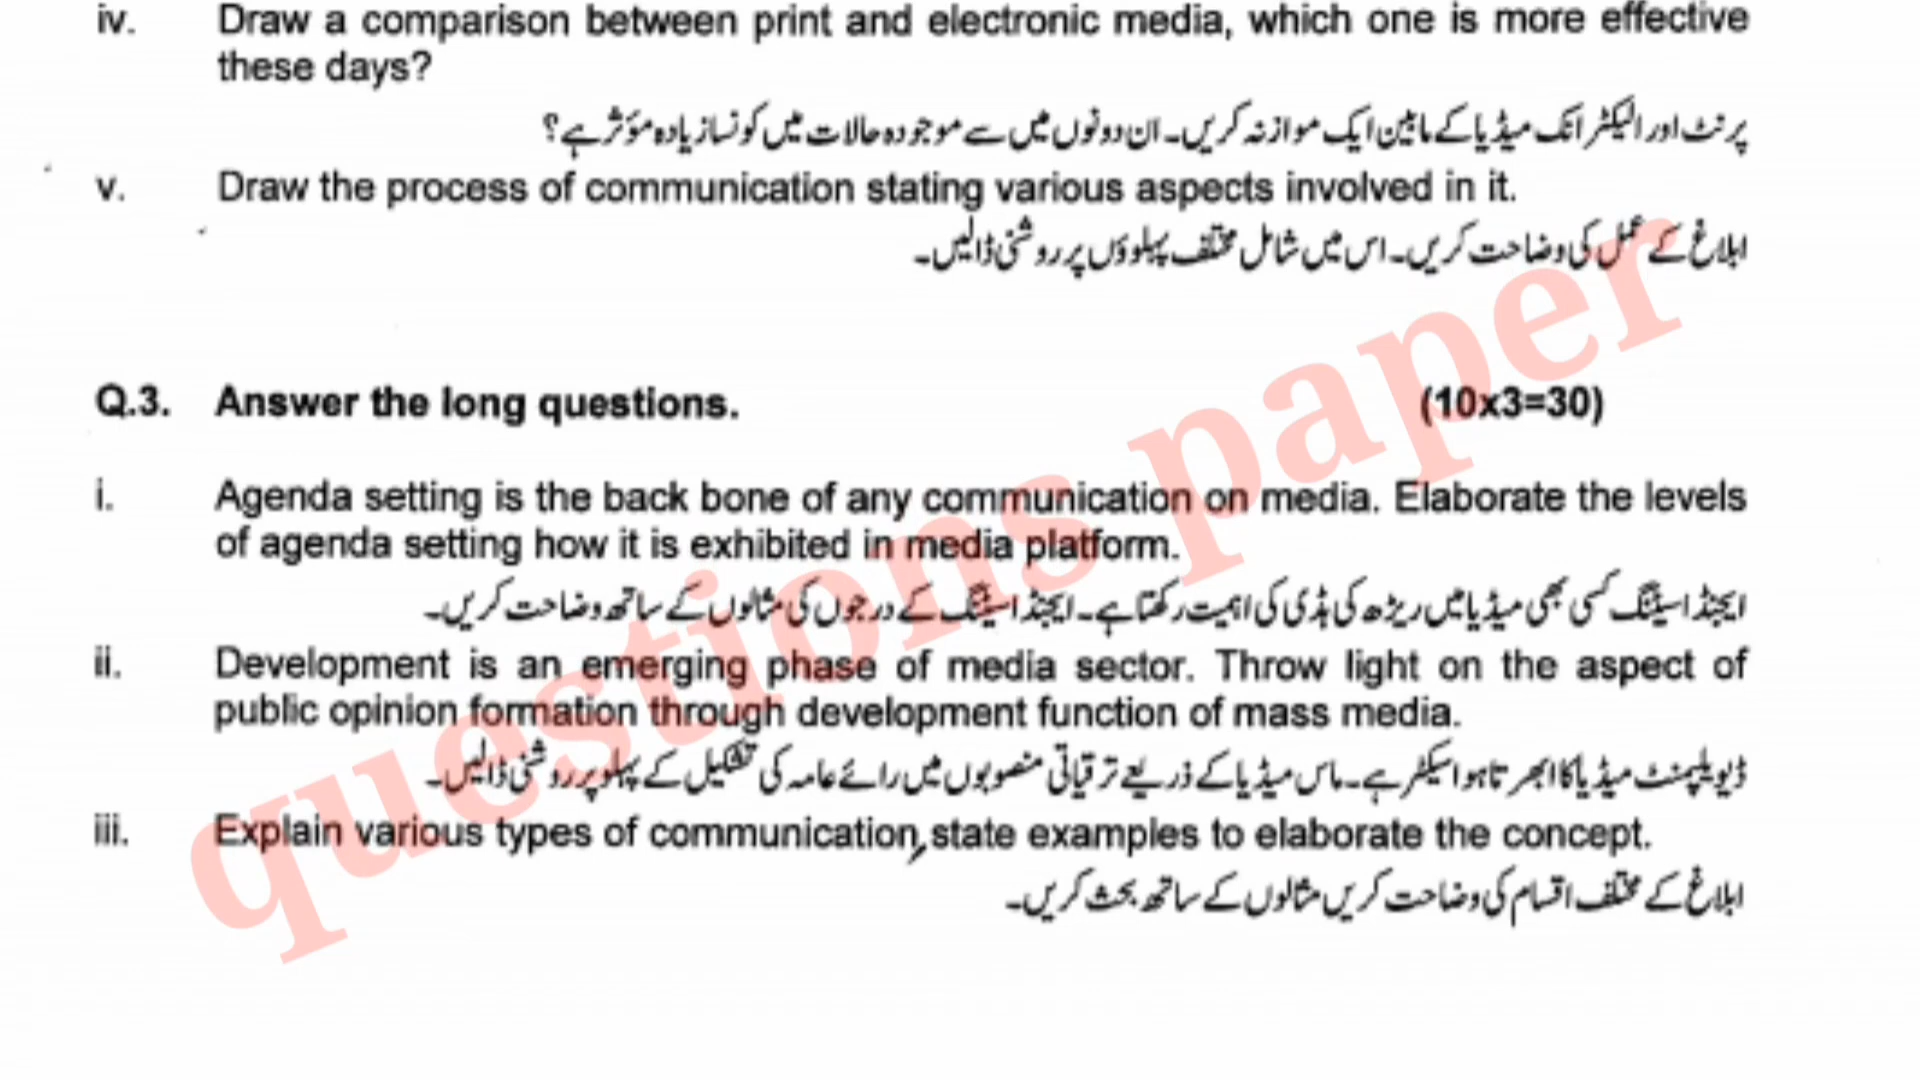 iv. Draw a comparison between print and electronic media, which one is more effective
these days?
پرنٹ اور الیکٹرانک میڈیا کے مابین ایک موازنہ کریں۔ ان دونوں میں سے موجودہ حالات میں کونسا زیادہ مؤثر ہے؟
v. Draw the process of communication stating various aspects involved in it.
ابلاغ کے عمل کی وضاحت کریں۔ اس میں شامل مختلف پہلوؤں پر روشنی ڈالیں۔
Q.3. Answer the long questions. (10x3=30)
i. Agenda setting is the back bone of any communication on media. Elaborate the levels
of agenda setting how it is exhibited in media platform.
ایجنڈا سیٹنگ کسی بھی میڈیا میں ریڑھ کی ہڈی کی اہمیت رکھتا ہے۔ ایجنڈا سیٹنگ کے درجوں کی مثالوں کے ساتھ وضاحت کریں۔
ii. Development is an emerging phase of media sector. Throw light on the aspect of
public opinion formation through development function of mass media.
ڈیویلپمنٹ میڈیا کا ابھرتا ہوا سیکٹر ہے۔ ماس میڈیا کے ذریعے ترقیاتی منصوبوں میں رائے عامہ کی تشکیل کے پہلو پر روشنی ڈالیں۔
iii. Explain various types of communication, state examples to elaborate the concept.
ابلاغ کے مختلف اقسام کی وضاحت کریں مثالوں کے ساتھ بحث کریں۔
questions paper